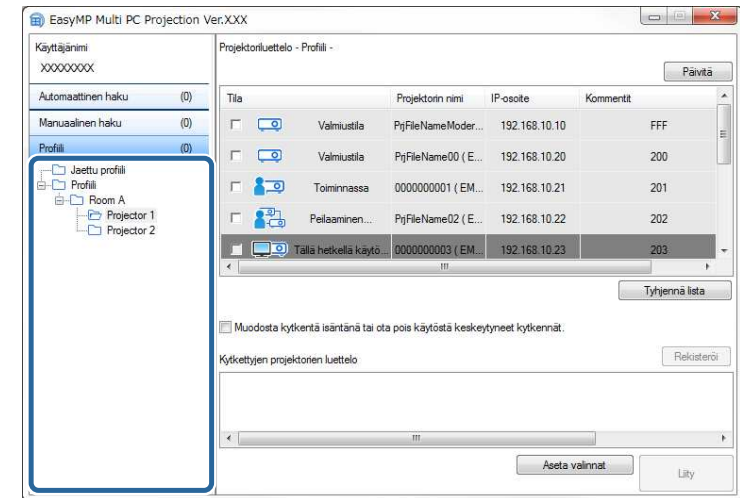 EasyMP Multi PC Projection Ver.XXX
Käyttäjänimi
XXXXXXXX
Automaattinen haku (0)
Manuaalinen haku (0)
Profiili (0)
Jaettu profiili
Profiili
Room A
Projector 1
Projector 2
Projektoriluettelo - Profiili -
Päivitä
Tila Projektorin nimi IP-osoite Kommentit
Valmiustila PrjFileNameModer... 192.168.10.10 FFF
Valmiustila PrjFileName00 ( E... 192.168.10.20 200
Toiminnassa 0000000001 ( EM... 192.168.10.21 201
Peilaaminen... PrjFileName02 ( E... 192.168.10.22 202
Tällä hetkellä käytö... 0000000003 ( EM... 192.168.10.23 203
Tyhjennä lista
Muodosta kytkentä isäntänä tai ota pois käytöstä keskeytyneet kytkennät.
Kytkettyjen projektorien luettelo
Rekisteröi
Aseta valinnat
Liity